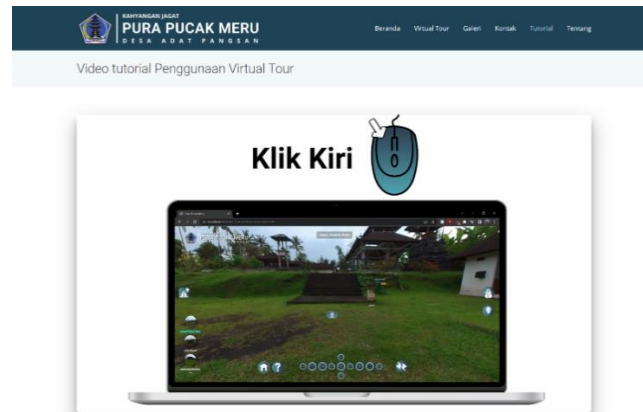 KAHYANGAN JAGAT
PURA PUCAK MERU
DESA ADAT PANGSAN
Beranda Virtual Tour Galeri Kontak Tutorial Tentang
Video tutorial Penggunaan Virtual Tour
Klik Kiri